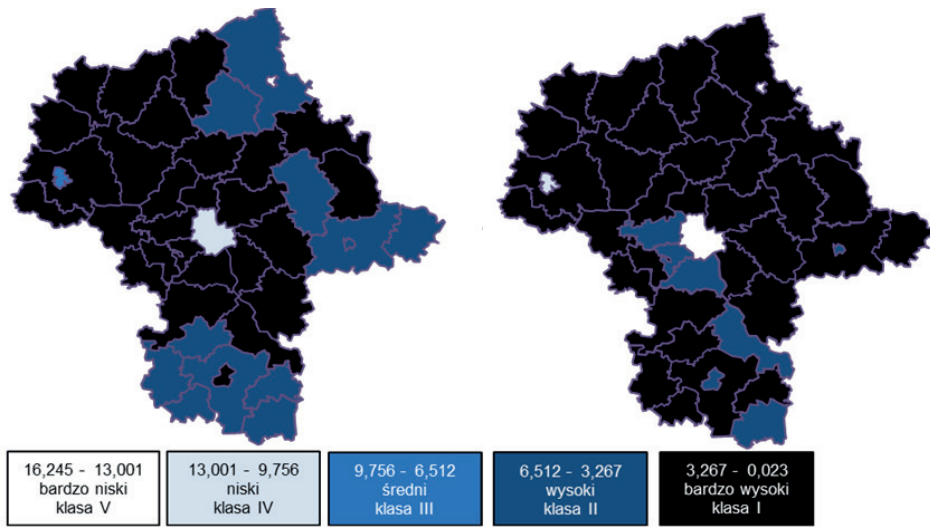 16,245 - 13,001
bardzo niski
klasa V
13,001 - 9,756
niski
klasa IV
9,756 - 6,512
średni
klasa III
6,512 - 3,267
wysoki
klasa II
3,267 - 0,023
bardzo wysoki
klasa I